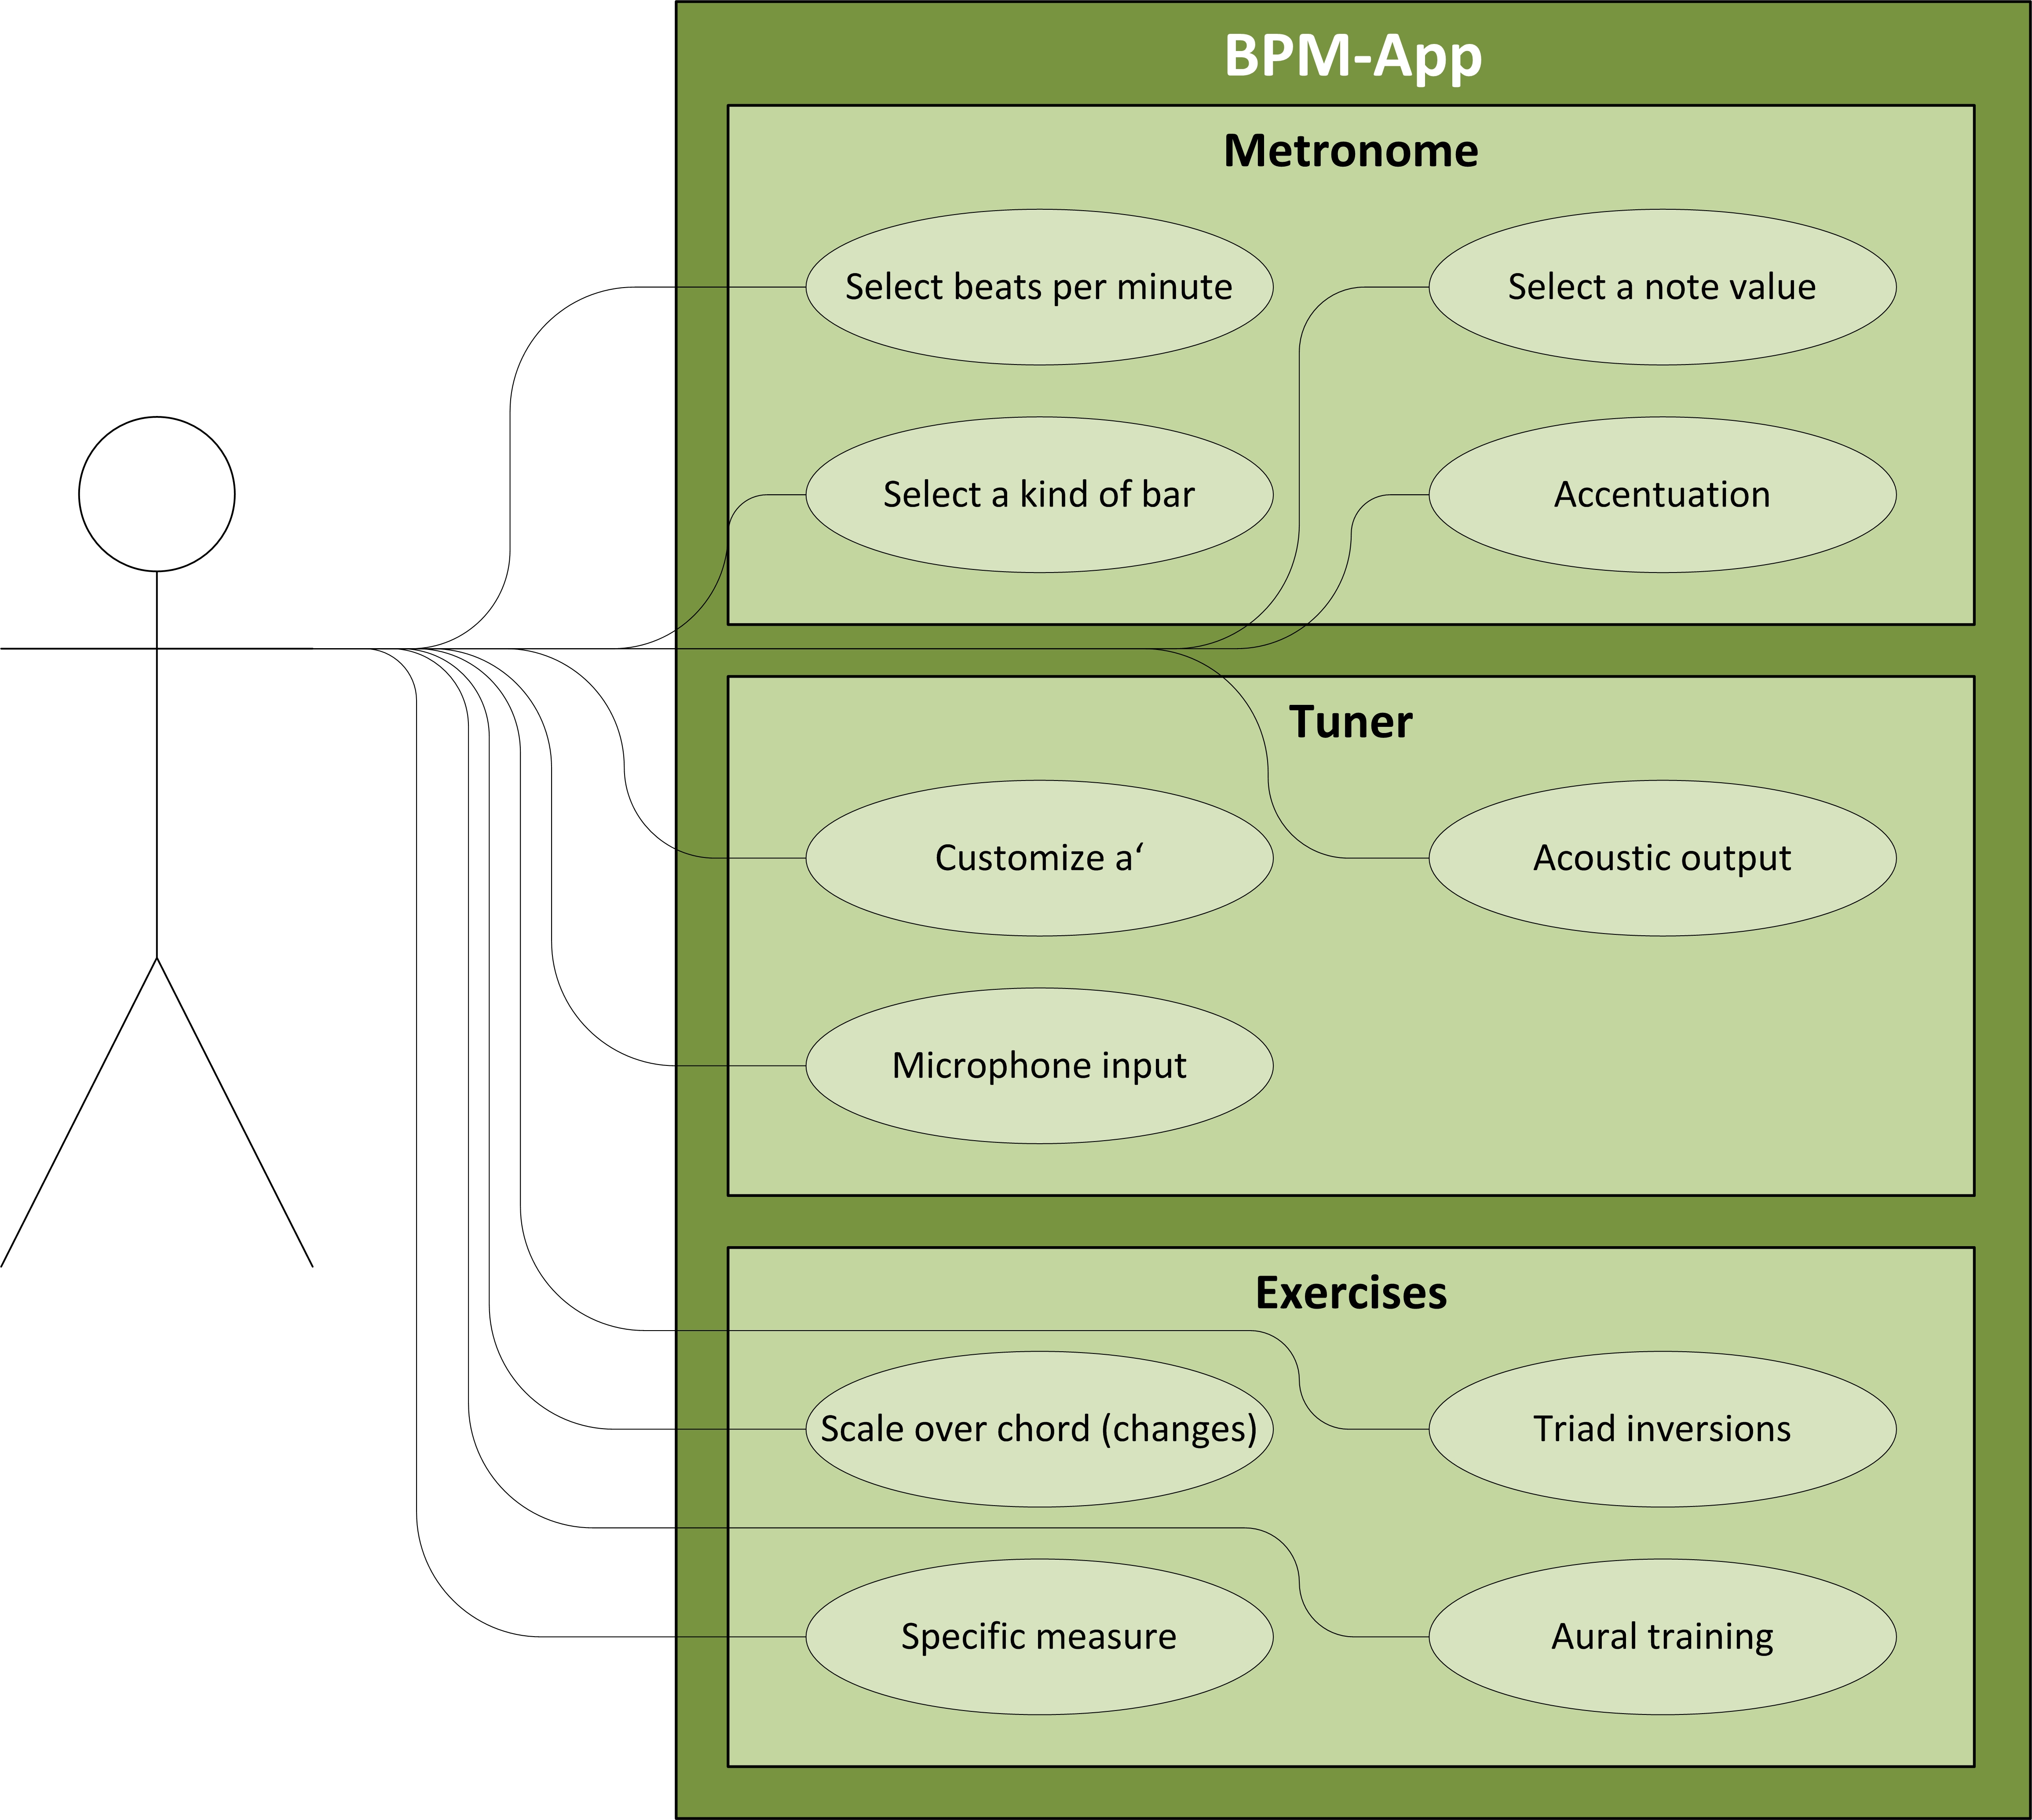 BPM-App
Metronome
Select beats per minute
Select a note value
Select a kind of bar
Accentuation
Tuner
Customize a‘
Acoustic output
Microphone input
Exercises
Scale over chord (changes)
Triad inversions
Specific measure
Aural training